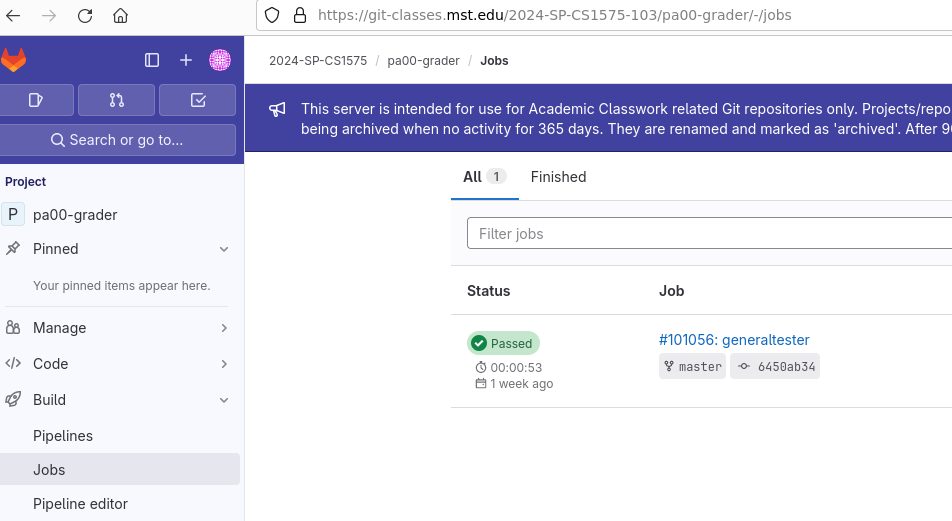 https://git-classes.mst.edu/2024-SP-CS1575-103/pa00-grader/-/jobs
2024-SP-CS1575 / pa00-grader / Jobs
Search or go to...
This server is intended for use for Academic Classwork related Git repositories only. Projects/repo
being archived when no activity for 365 days. They are renamed and marked as 'archived'. After 9
Project
P pa00-grader
Pinned
Your pinned items appear here.
Manage
Code
Build
Pipelines
Jobs
Pipeline editor
All 1 Finished
Filter jobs
Status Job
Passed #101056: generaltester
00:00:53 master 6450ab34
1 week ago